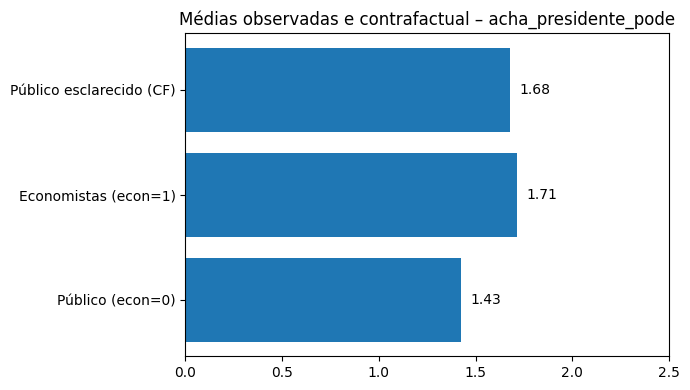 Médias observadas e contrafactual – acha_presidente_pode
Público esclarecido (CF)
1.68
Economistas (econ=1)
1.71
Público (econ=0)
1.43
0.0 0.5 1.0 1.5 2.0 2.5